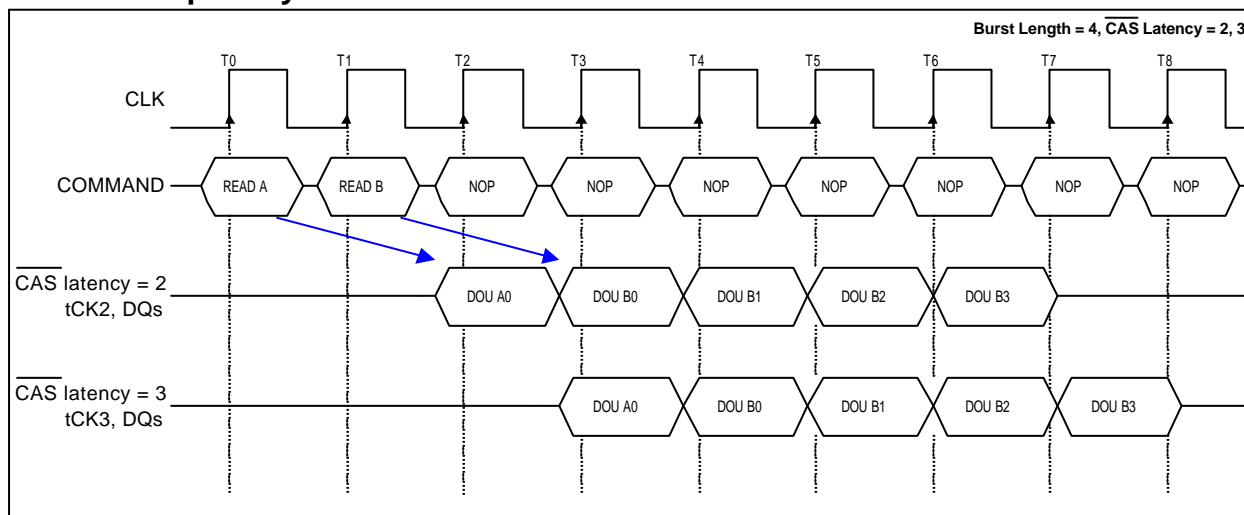 Burst Length = 4, CAS Latency = 2, 3
T0 T1 T2 T3 T4 T5 T6 T7 T8
CLK
COMMAND READ A READ B NOP NOP NOP NOP NOP NOP NOP
CAS latency = 2
tCK2, DQs
DOU A0 DOU B0 DOU B1 DOU B2 DOU B3
CAS latency = 3
tCK3, DQs
DOU A0 DOU B0 DOU B1 DOU B2 DOU B3